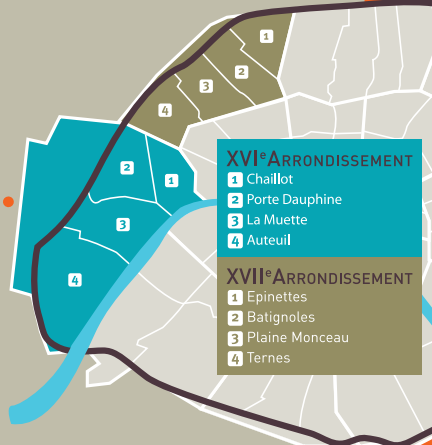 1
2
3
4
2
1
3
4
XVIe ARRONDISSEMENT
1 Chaillot
2 Porte Dauphine
3 La Muette
4 Auteuil
XVIIe ARRONDISSEMENT
1 Epinettes
2 Batignoles
3 Plaine Monceau
4 Ternes